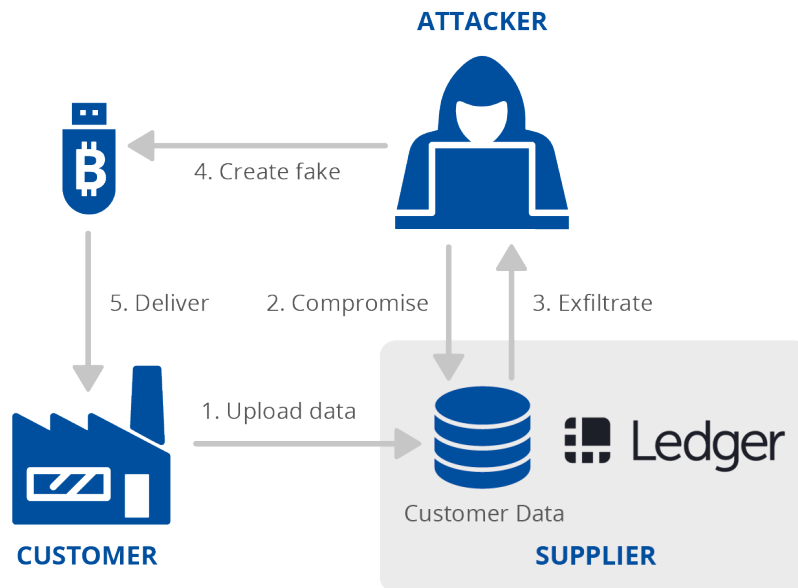 ATTACKER
4. Create fake
5. Deliver
2. Compromise
3. Exfiltrate
1. Upload data
Ledger
Customer Data
CUSTOMER
SUPPLIER